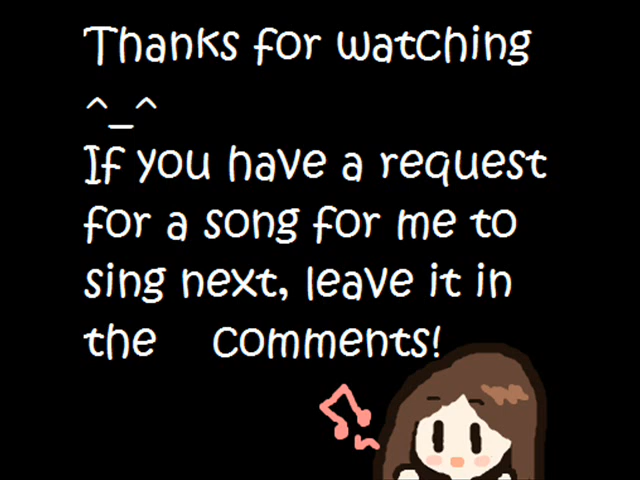 Thanks for watching
^_^
If you have a request
for a song for me to
sing next, leave it in
the comments!